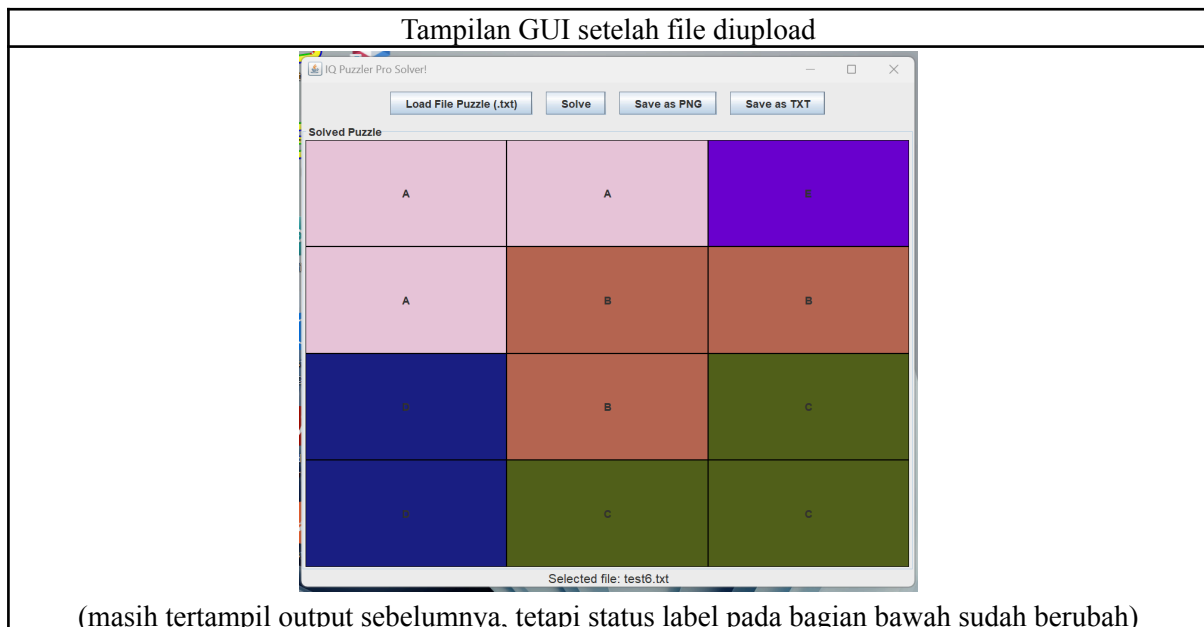 Tampilan GUI setelah file diupload
IQ Puzzler Pro Solver!
Load File Puzzle (.txt) Solve Save as PNG Save as TXT
Solved Puzzle
A A E
A B B
D B C
D C C
Selected file: test6.txt
(masih tertampil output sebelumnya, tetapi status label pada bagian bawah sudah berubah)